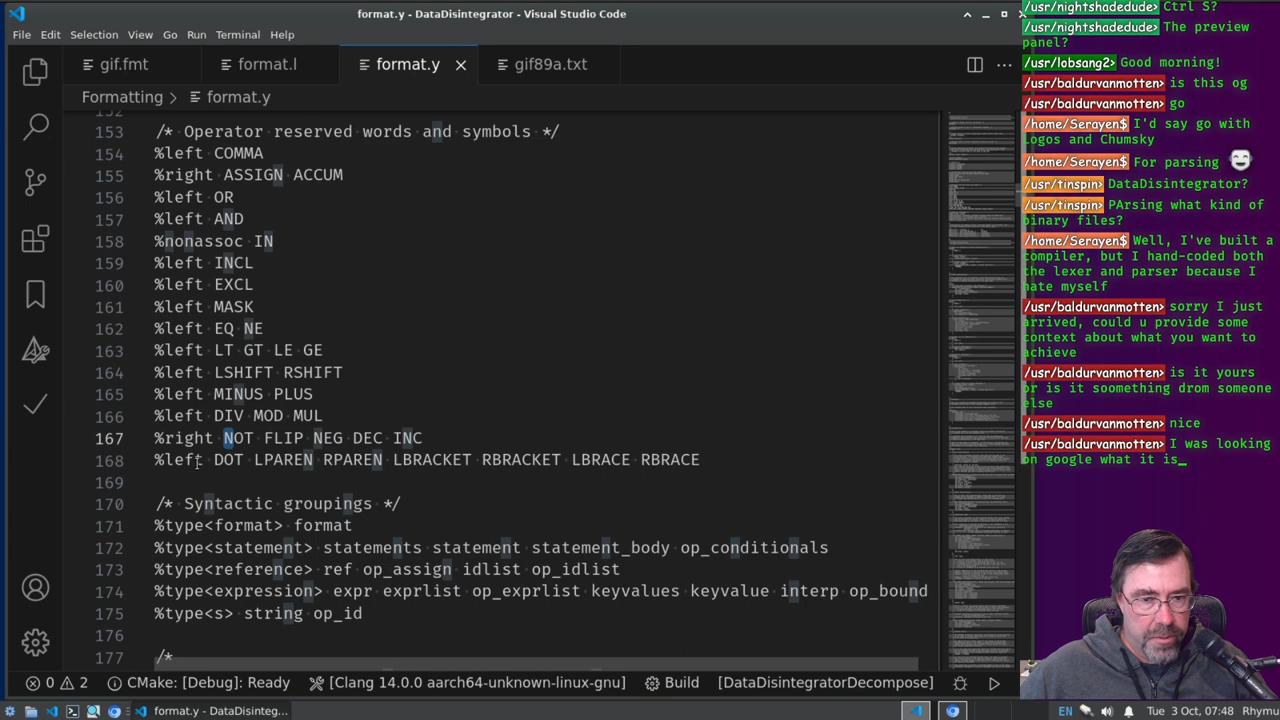 format.y - DataDisintegrator - Visual Studio Code
File Edit Selection View Go Run Terminal Help
gif.fmt format.l format.y gif89a.txt
Formatting > format.y
152
153 /* Operator reserved words and symbols */
154 %left COMMA
155 %right ASSIGN ACCUM
156 %left OR
157 %left AND
158 %nonassoc IS
159 %left INCL
160 %left EXCL
161 %left MASK
162 %left EQ NE
163 %left LT GT LE GE
164 %left LSHIFT RSHIFT
165 %left MINUS PLUS
166 %left DIVMOD MUL
167 %right NOT
168 %left DOT LPAREN RPAREN LBRACKET RBRACKET LBRACE RBRACE
169
170 /* Syntactic groupings */
171 %type<format> format
172 %type<statement> statements statement statement_body op_conditionals
173 %type<reference> ref op_assign idlist op_idlist
174 %type<expression> expr exprlist op_exprlist keyvalues keyvalue interp op_bound
175 %type<s> string op_id
176
177 /*
0 0 CMake: [Debug]: Ready [Clang 14.0.0 aarch64-unknown-linux-gnu] Build [DataDisintegratorDecompose]
format.y - DataDisinteg...
EN Tue 3 Oct, 07:48 Rhymu
/usr/nightshadedude> Ctrl S?
/usr/nightshadedude> The preview
panel?
/usr/lobsang2> Good morning!
/usr/baldurvanmotten> is this og
/usr/baldurvanmotten> go
/home/Serayen$ I'd say go with
Logos and Chumsky
/home/Serayen$ For parsing
/usr/tinspin> DataDisintegrator?
/usr/tinspin> PArsing what kind of
binary files?
/home/Serayen$ Well, I've built a
compiler, but I hand-coded both
the lexer and parser because I
hate myself
/usr/baldurvanmotten> sorry I just
arrived, could u provide some
context about what you want to
achieve
/usr/baldurvanmotten> is it yours
or is it soomething drom someone
else
/usr/baldurvanmotten> nice
/usr/baldurvanmotten> I was looking
on google what it is_